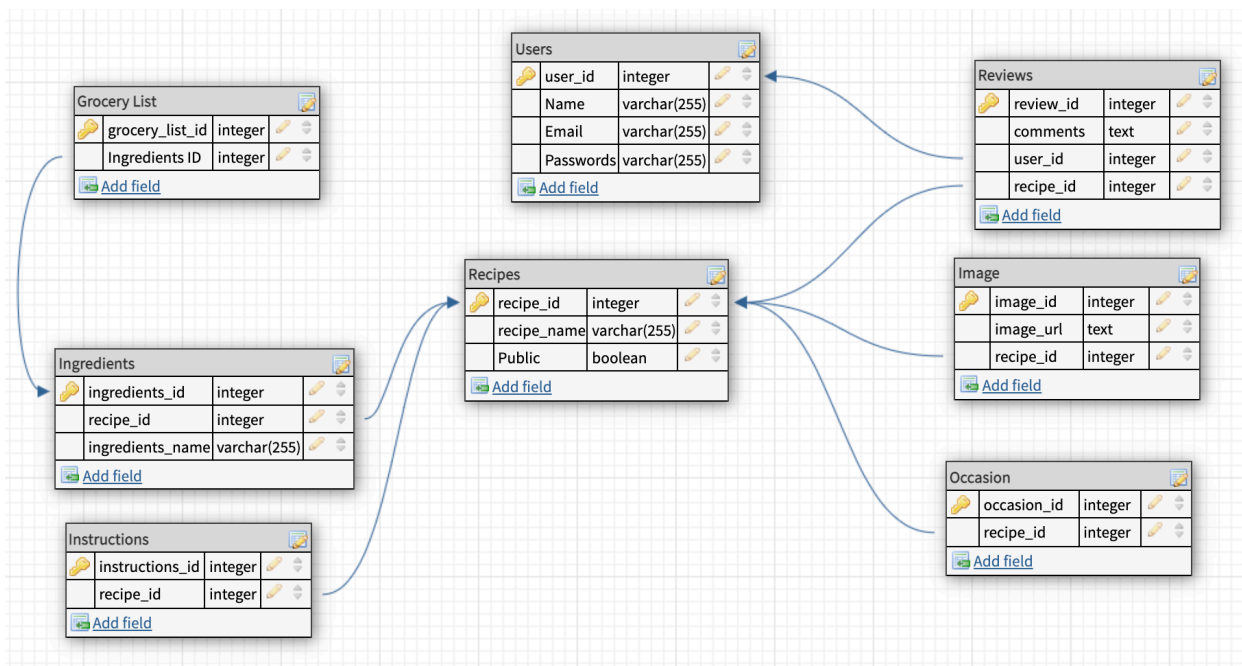 Users
user_id integer
Name varchar(255)
Email varchar(255)
Passwords varchar(255)
Add field
Reviews
review_id integer
comments text
user_id integer
recipe_id integer
Add field
Grocery List
grocery_list_id integer
Ingredients ID integer
Add field
Recipes
recipe_id integer
recipe_name varchar(255)
Public boolean
Add field
Image
image_id integer
image_url text
recipe_id integer
Add field
Ingredients
ingredients_id integer
recipe_id integer
ingredients_name varchar(255)
Add field
Occasion
occasion_id integer
recipe_id integer
Add field
Instructions
instructions_id integer
recipe_id integer
Add field